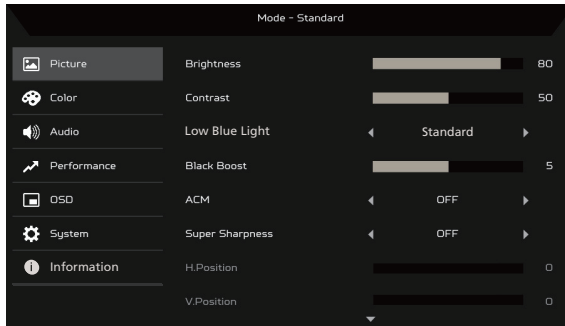 Mode - Standard
Picture
Color
Audio
Performance
OSD
System
Information
Brightness 80
Contrast 50
Low Blue Light Standard
Black Boost 5
ACM OFF
Super Sharpness OFF
H.Position 0
V.Position 0